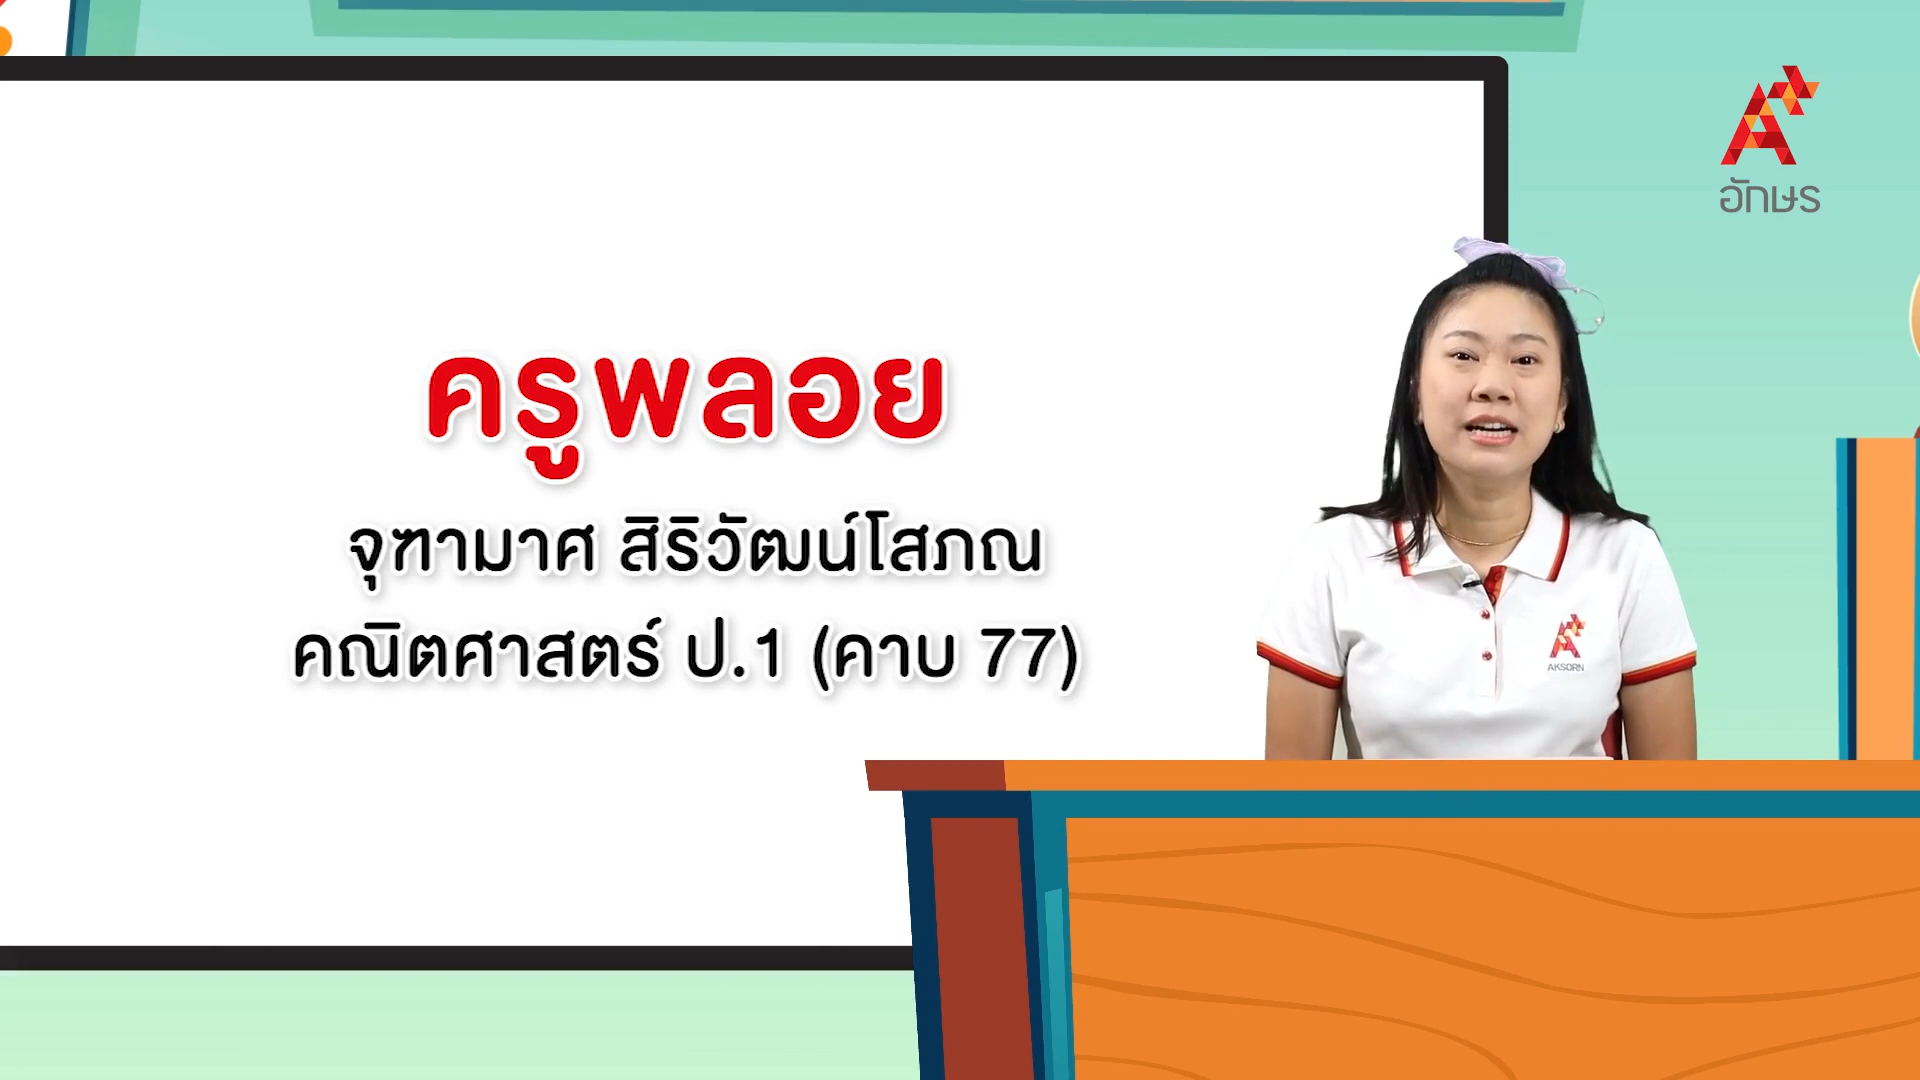 อักษร
ครูพลอย
จุฑามาศ สิริวัฒน์โสภณ
คณิตศาสตร์ ป.1 (คาบ 77)
AKSORN